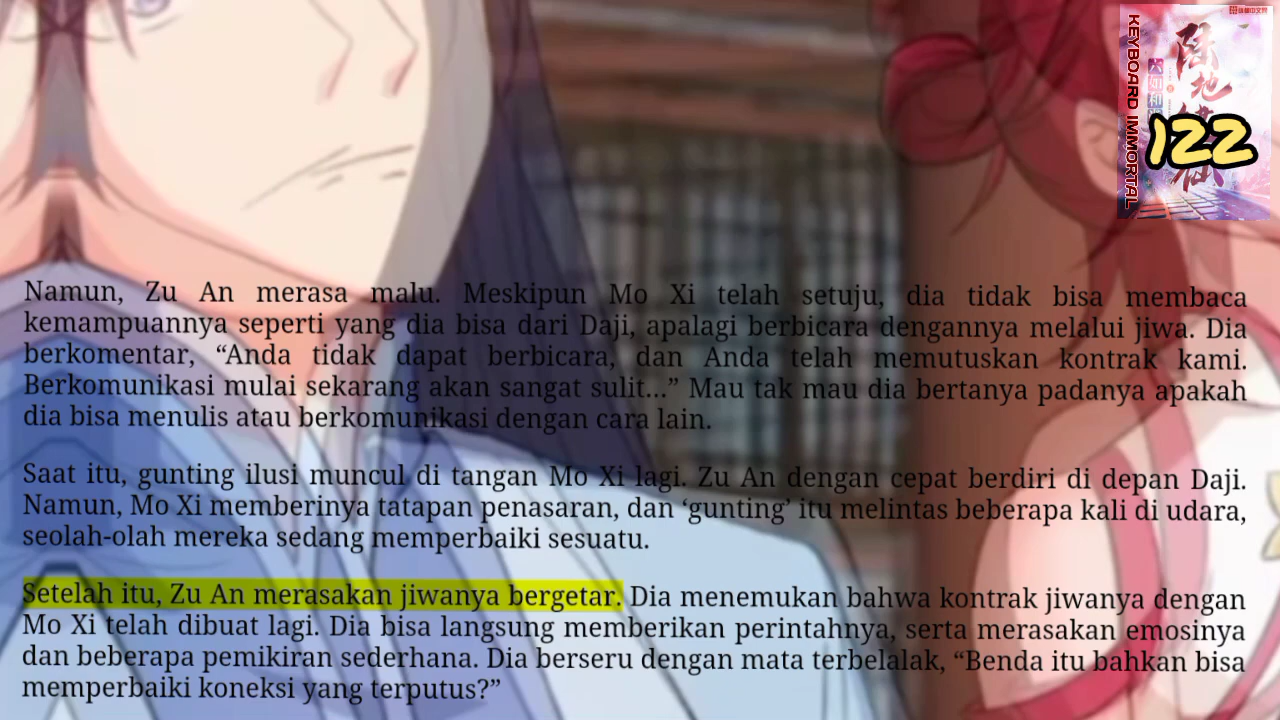 KEYBOARD IMMORTAL
122
Namun, Zu An merasa malu. Meskipun Mo Xi telah setuju, dia tidak bisa membaca
kemampuannya seperti yang dia bisa dari Daji, apalagi berbicara dengannya melalui jiwa. Dia
berkomentar, “Anda tidak dapat berbicara, dan Anda telah memutuskan kontrak kami.
Berkomunikasi mulai sekarang akan sangat sulit...” Mau tak mau dia bertanya padanya apakah
dia bisa menulis atau berkomunikasi dengan cara lain.
Saat itu, gunting ilusi muncul di tangan Mo Xi lagi. Zu An dengan cepat berdiri di depan Daji.
Namun, Mo Xi memberinya tatapan penasaran, dan ‘gunting’ itu melintas beberapa kali di udara,
seolah-olah mereka sedang memperbaiki sesuatu.
Setelah itu, Zu An merasakan jiwanya bergetar. Dia menemukan bahwa kontrak jiwanya dengan
Mo Xi telah dibuat lagi. Dia bisa langsung memberikan perintahnya, serta merasakan emosinya
dan beberapa pemikiran sederhana. Dia berseru dengan mata terbelalak, “Benda itu bahkan bisa
memperbaiki koneksi yang terputus?”